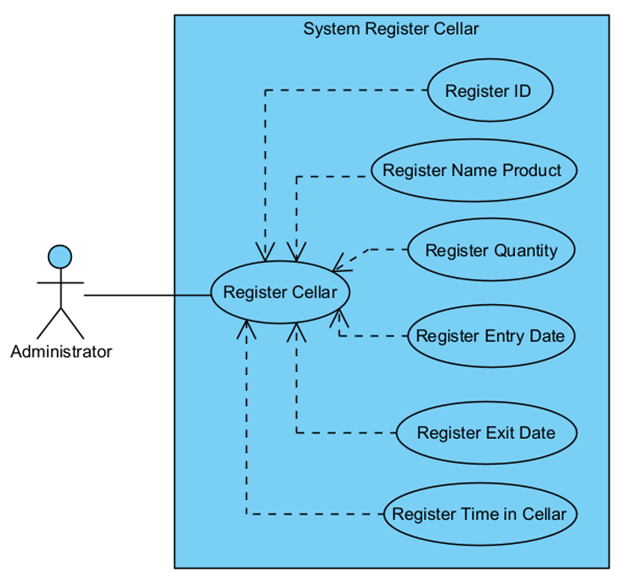 System Register Cellar
Register ID
Register Name Product
Register Quantity
Register Cellar
Administrator
Register Entry Date
Register Exit Date
Register Time in Cellar